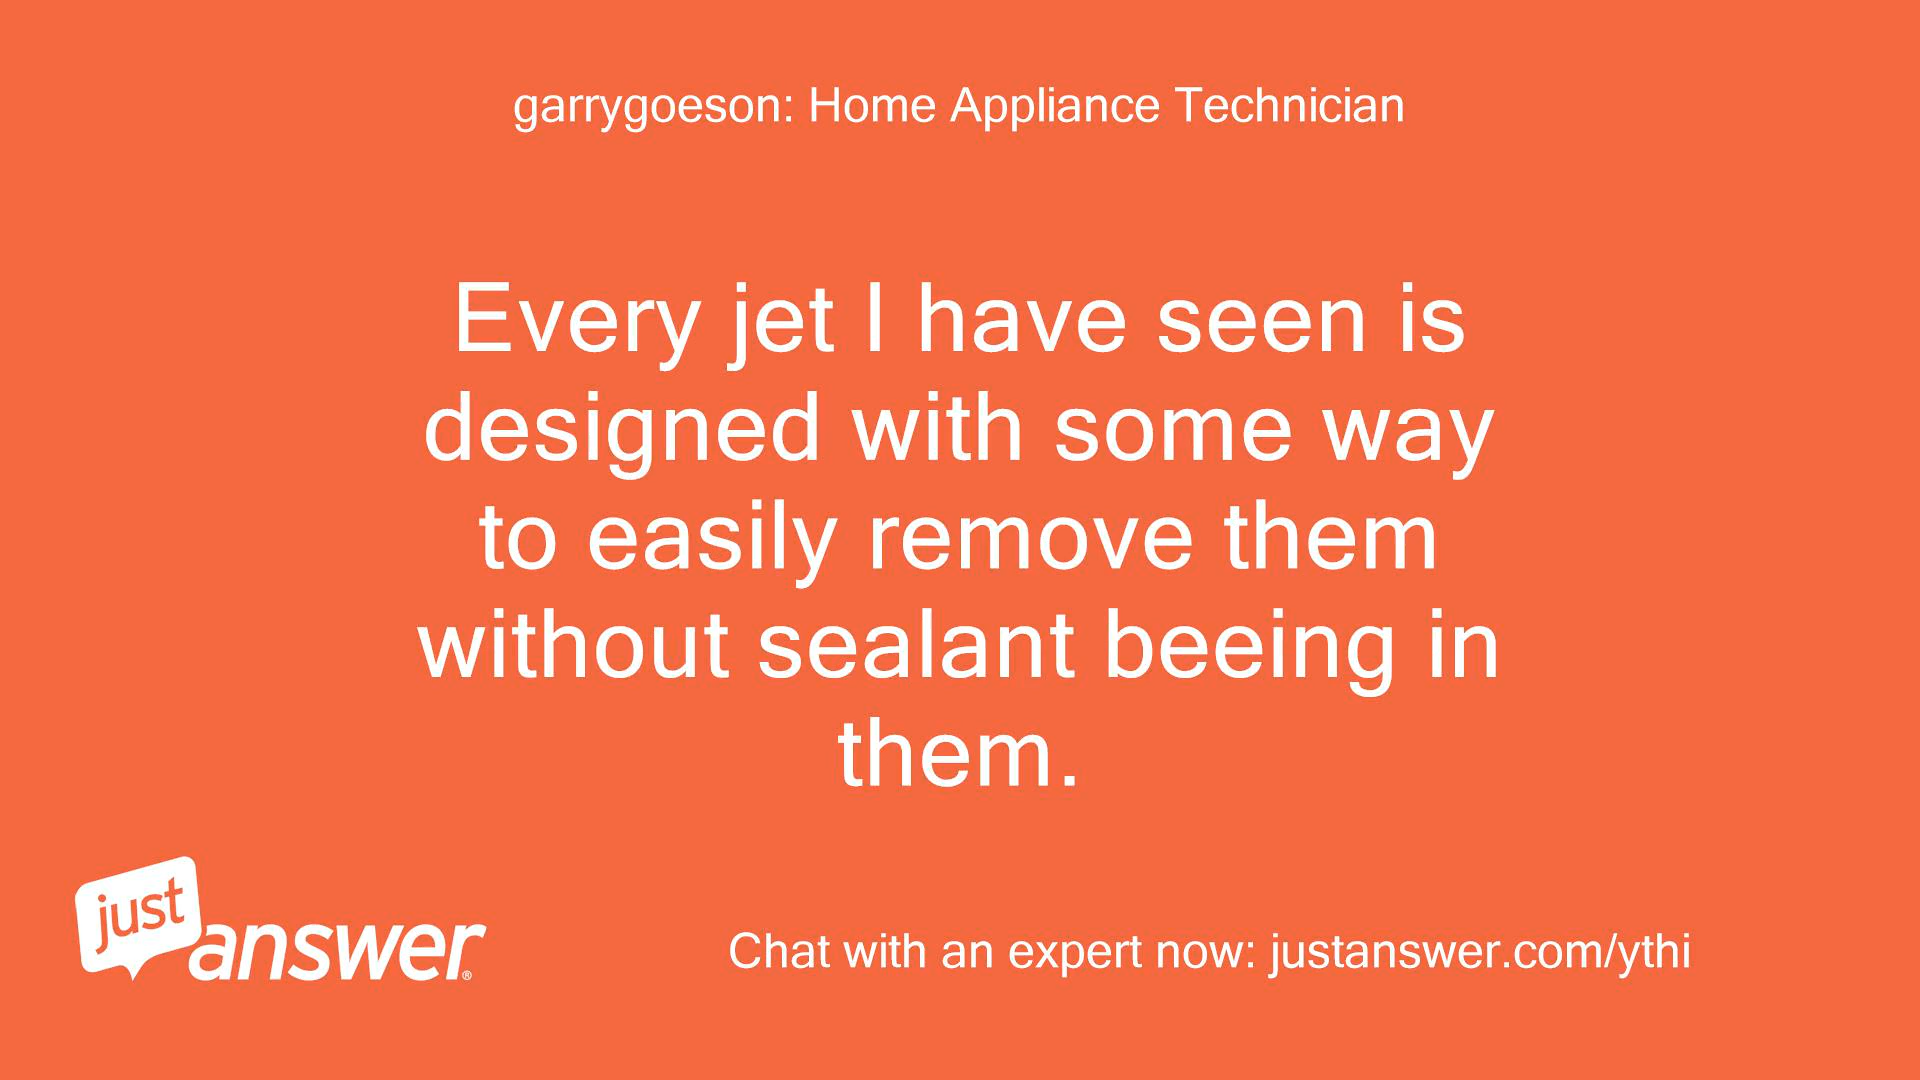 garrygoeson: Home Appliance Technician
Every jet I have seen is
designed with some way
to easily remove them
without sealant beeing in
them.
just
answer®
Chat with an expert now: justanswer.com/ythi